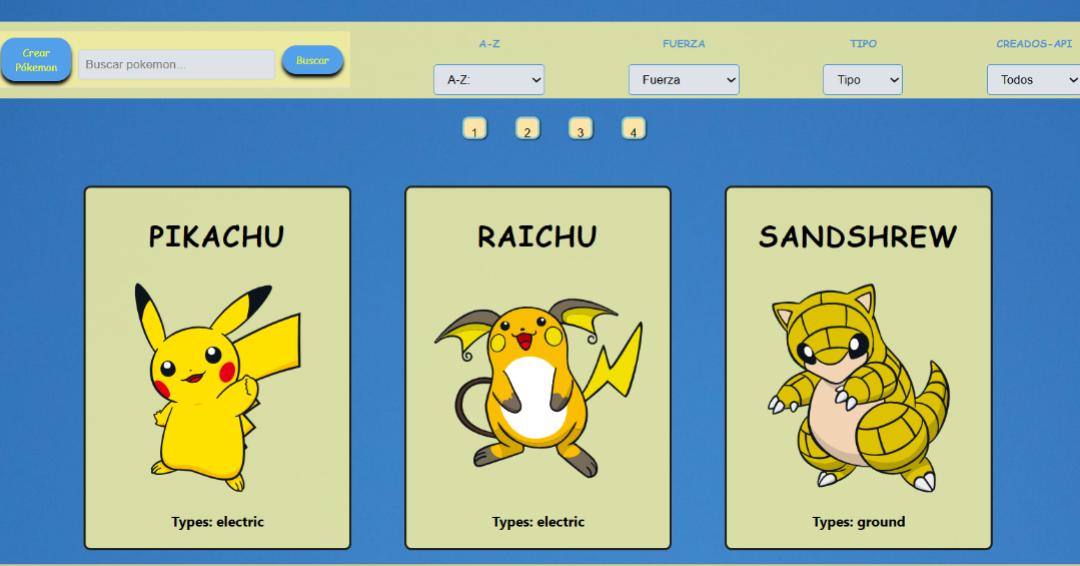 Crear
Pókemon
Buscar pokemon...
Buscar
A-Z
FUERZA
TIPO
CREADOS-API
A-Z:
Fuerza
Tipo
Todos
1 2 3 4
PIKACHU
RAICHU
SANDSHREW
Types: electric
Types: electric
Types: ground